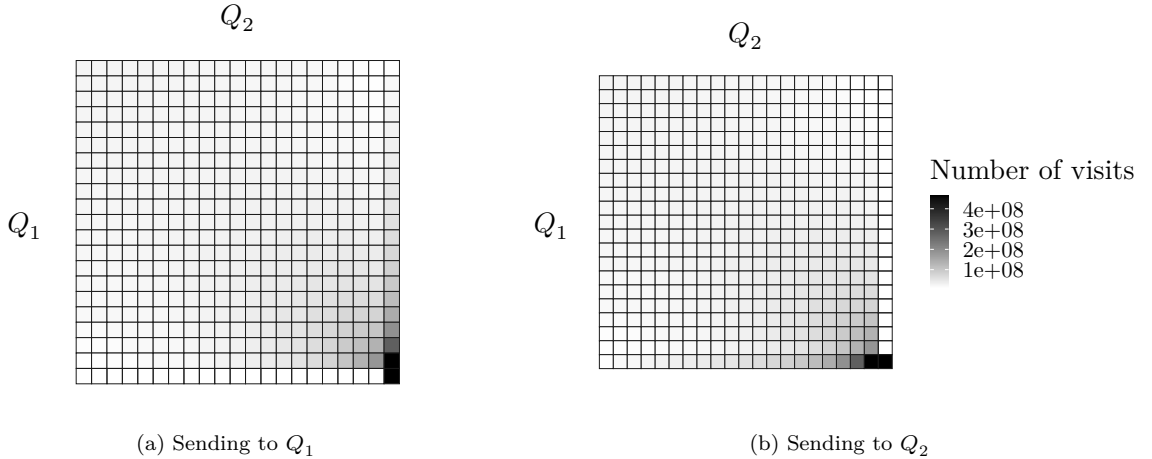 Q₂
Q₁
(a) Sending to Q₁
Q₂
Q₁
(b) Sending to Q₂
Number of visits
4e+08
3e+08
2e+08
1e+08